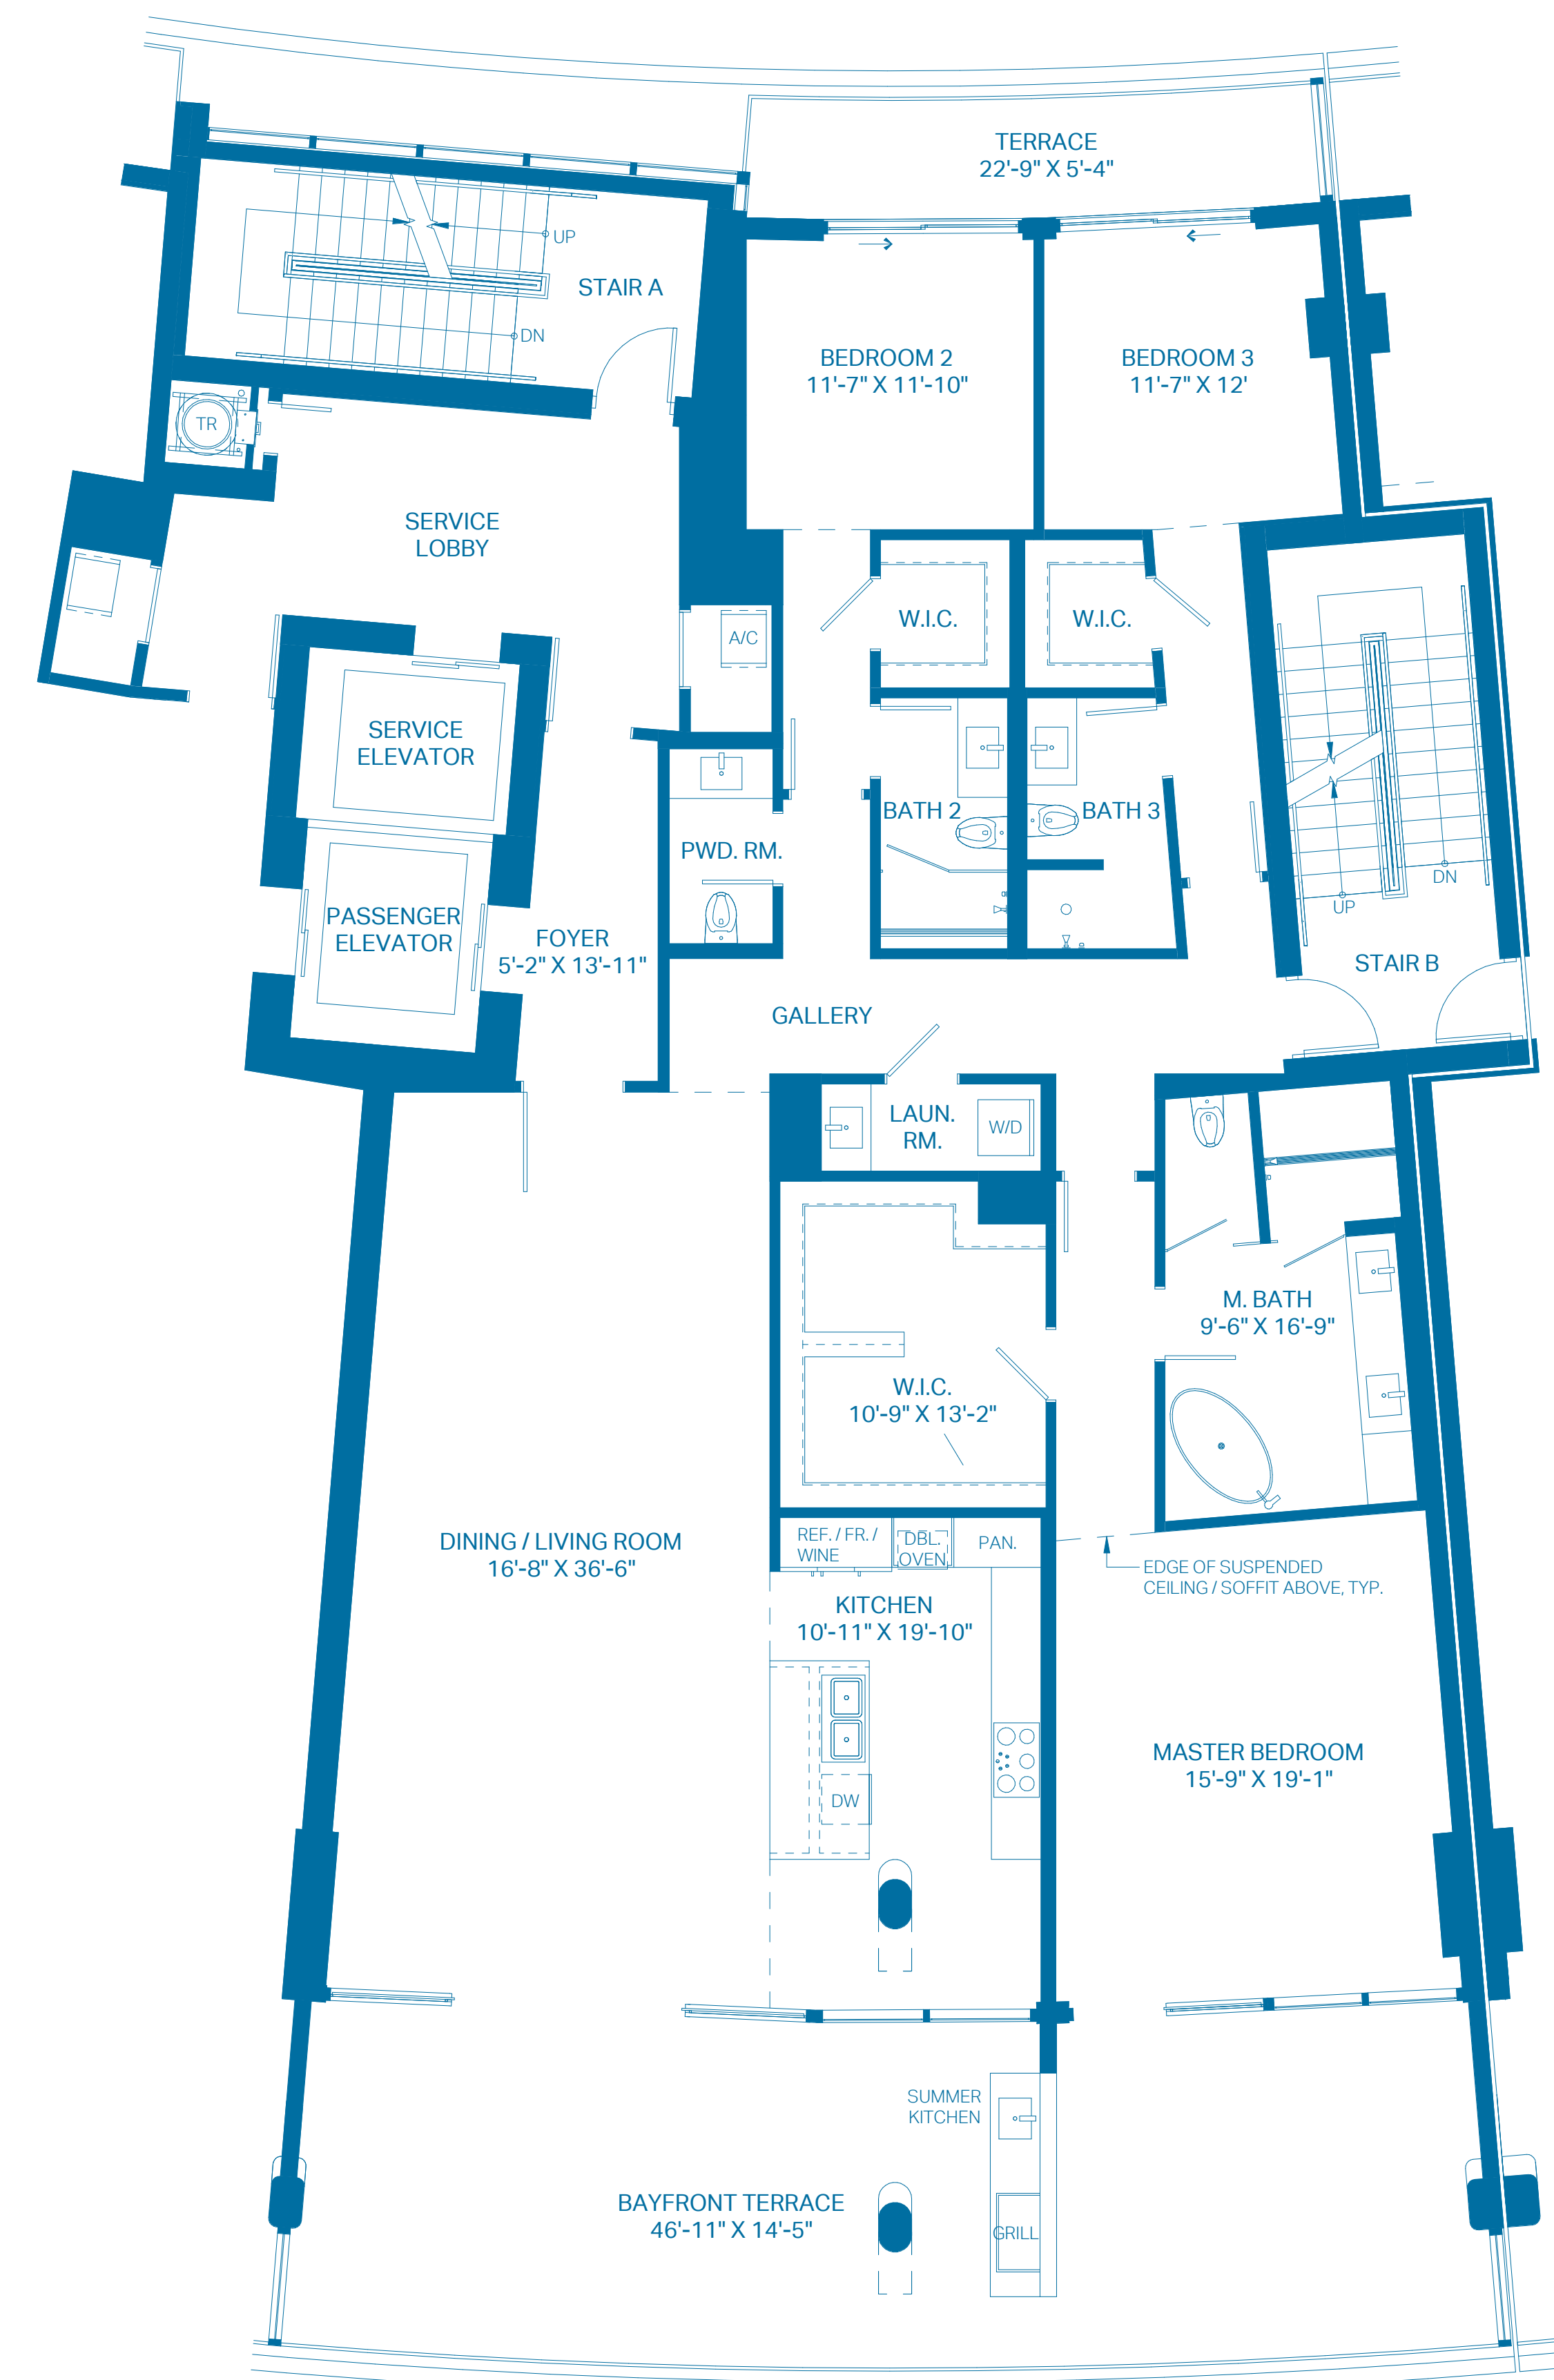 TERRACE
22'-9" X 5'-4"
UP
STAIR A
DN
BEDROOM 2
11'-7" X 11'-10"
BEDROOM 3
11'-7" X 12'
TR
SERVICE
LOBBY
A/C
W.I.C.
W.I.C.
SERVICE
ELEVATOR
BATH 2
BATH 3
PWD. RM.
DN
UP
PASSENGER
ELEVATOR
FOYER
5'-2" X 13'-11"
STAIR B
GALLERY
LAUN.
RM.
W/D
M. BATH
9'-6" X 16'-9"
W.I.C.
10'-9" X 13'-2"
DINING / LIVING ROOM
16'-8" X 36'-6"
REF. / FR. /
WINE
DBL.
OVEN
PAN.
EDGE OF SUSPENDED
CEILING / SOFFIT ABOVE, TYP.
KITCHEN
10'-11" X 19'-10"
MASTER BEDROOM
15'-9" X 19'-1"
DW
SUMMER
KITCHEN
BAYFRONT TERRACE
46'-11" X 14'-5"
GRILL